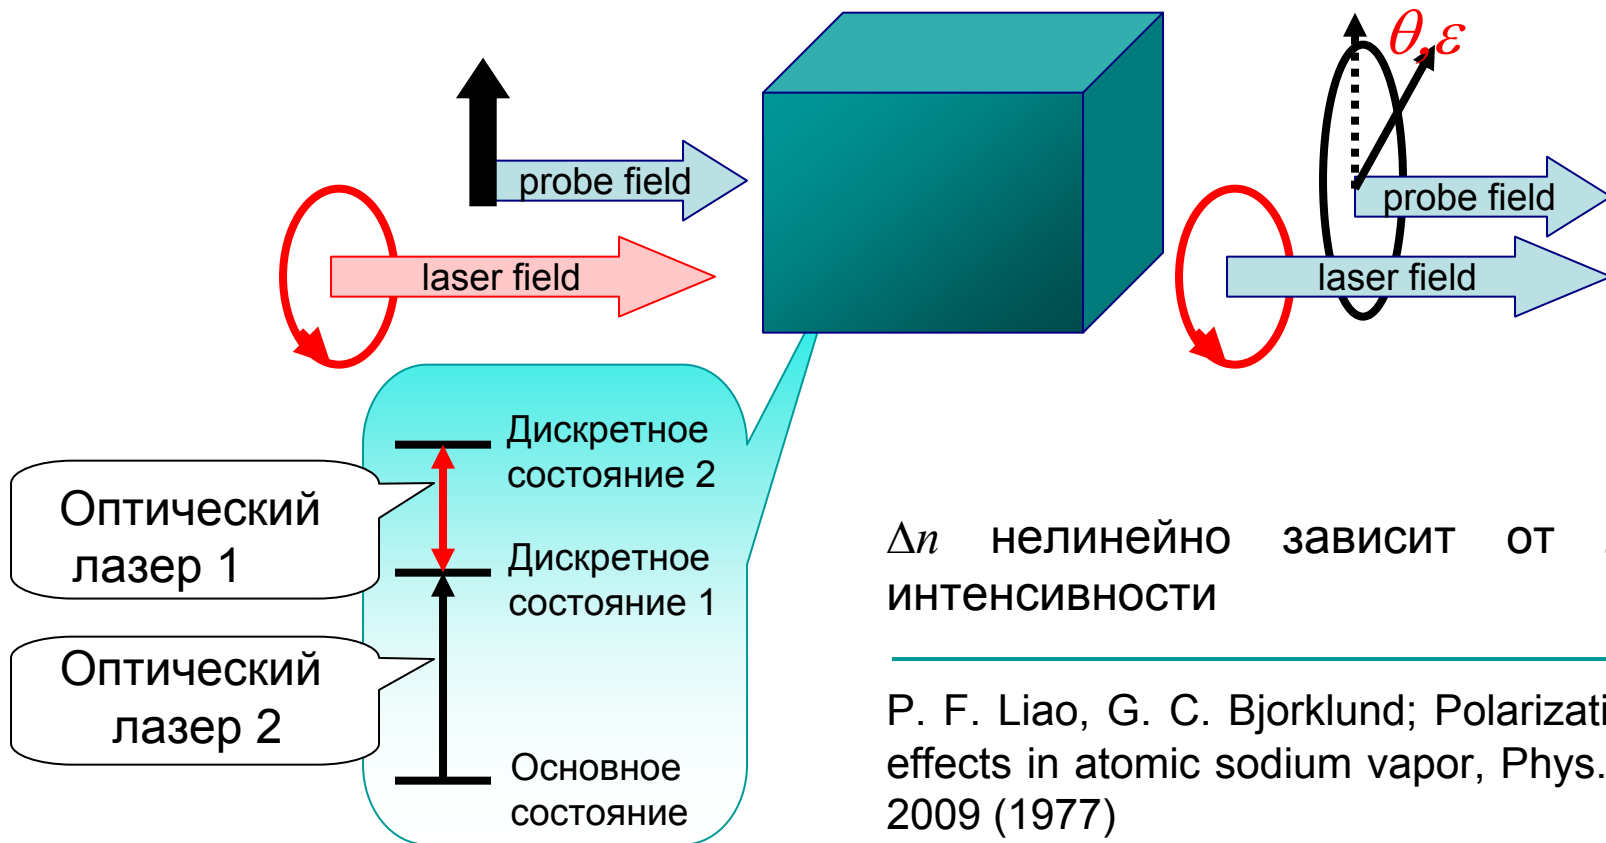 θ,ε
probe field
probe field
laser field
laser field
Дискретное
состояние 2
Оптический
лазер 1
Дискретное
состояние 1
Оптический
лазер 2
Основное
состояние
Δn нелинейно зависит от
интенсивности
P. F. Liao, G. C. Bjorklund; Polarizati
effects in atomic sodium vapor, Phys.
2009 (1977)